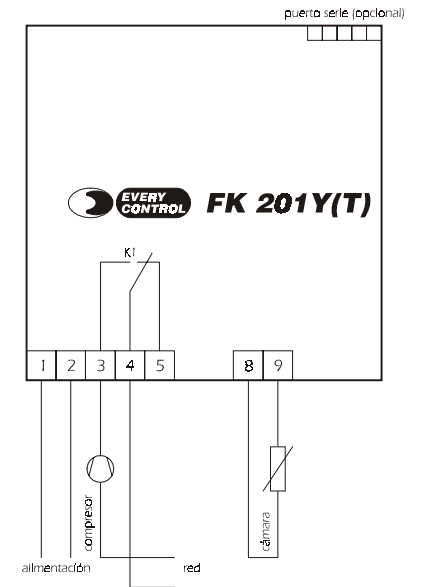 puerto serie (opcional)
EVERY
CONTROL
FK 201Y(T)
K1
1 2 3 4 5 8 9
compresor
cámara
alimentación
red